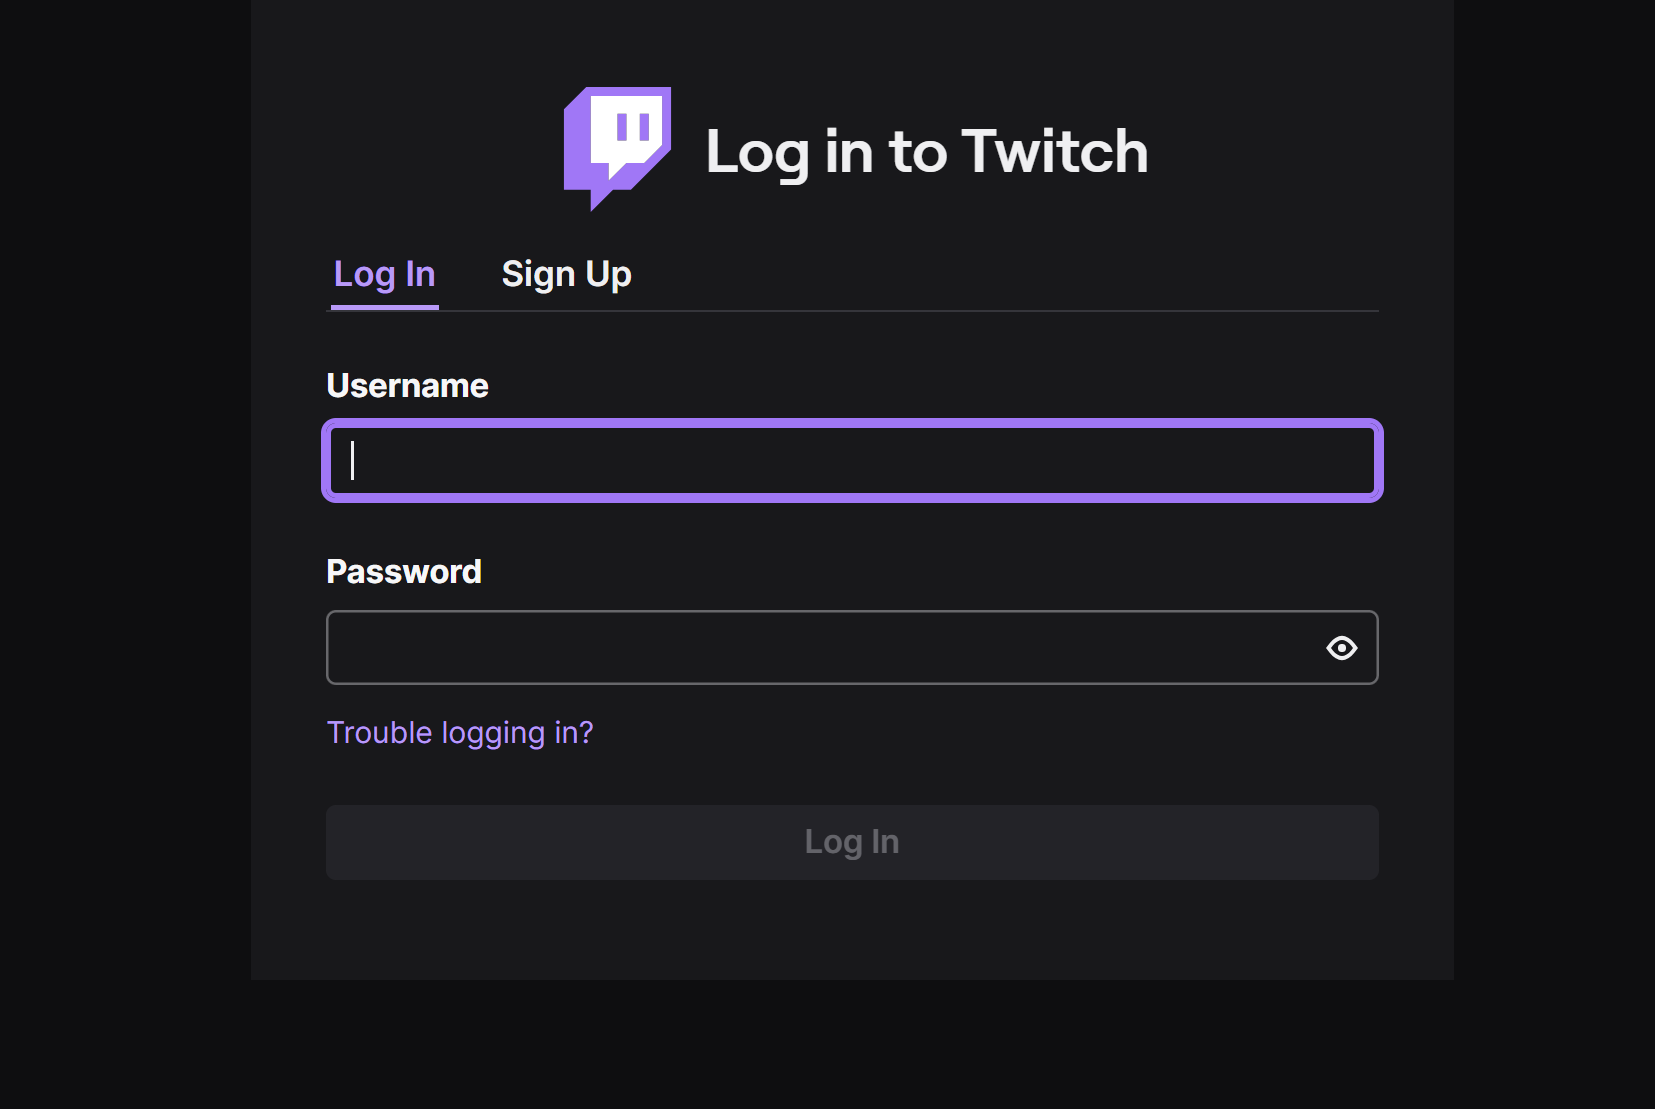 Log in to Twitch
Log In Sign Up
Username
Password
Trouble logging in?
Log In